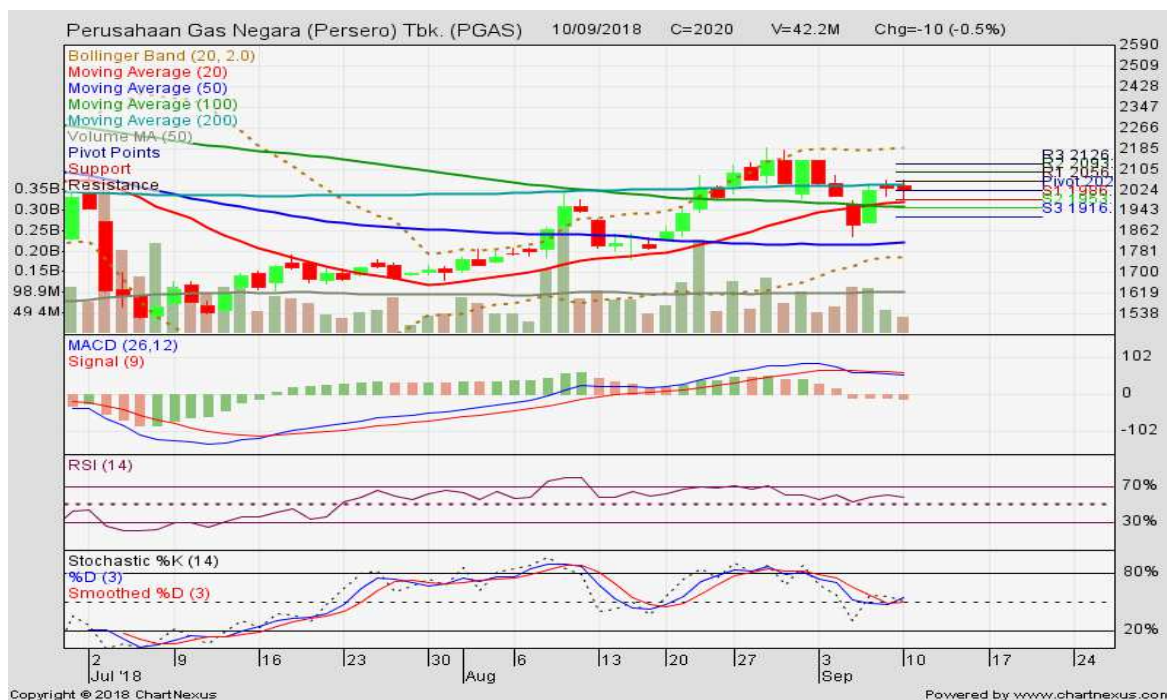 Perusahaan Gas Negara (Persero) Tbk. (PGAS) 10/09/2018 C=2020 V=42.2M Chg=-10 (-0.5%)
Bollinger Band (20, 2.0)
Moving Average (20)
Moving Average (50)
Moving Average (100)
Moving Average (200)
Volume MA (50)
Pivot Points
Support
Resistance
0.35B
0.30B
0.25B
0.20B
0.15B
98.9M
49.4M
2590
2509
2428
2347
2266
2185
2105
2024
1943
1862
1781
1700
1619
1538
R3 2126.
R2 2093.
R1 2056.
Pivot 202
S1 1986.
S2 1953.
S3 1916.
MACD (26,12)
Signal (9)
102
0
-102
RSI (14)
70%
30%
Stochastic %K (14)
%D (3)
Smoothed %D (3)
80%
20%
2 9 16 23 30 6 13 20 27 3 10 17 24
Jul '18 Aug Sep
Copyright © 2018 ChartNexus Powered by www.chartnexus.com